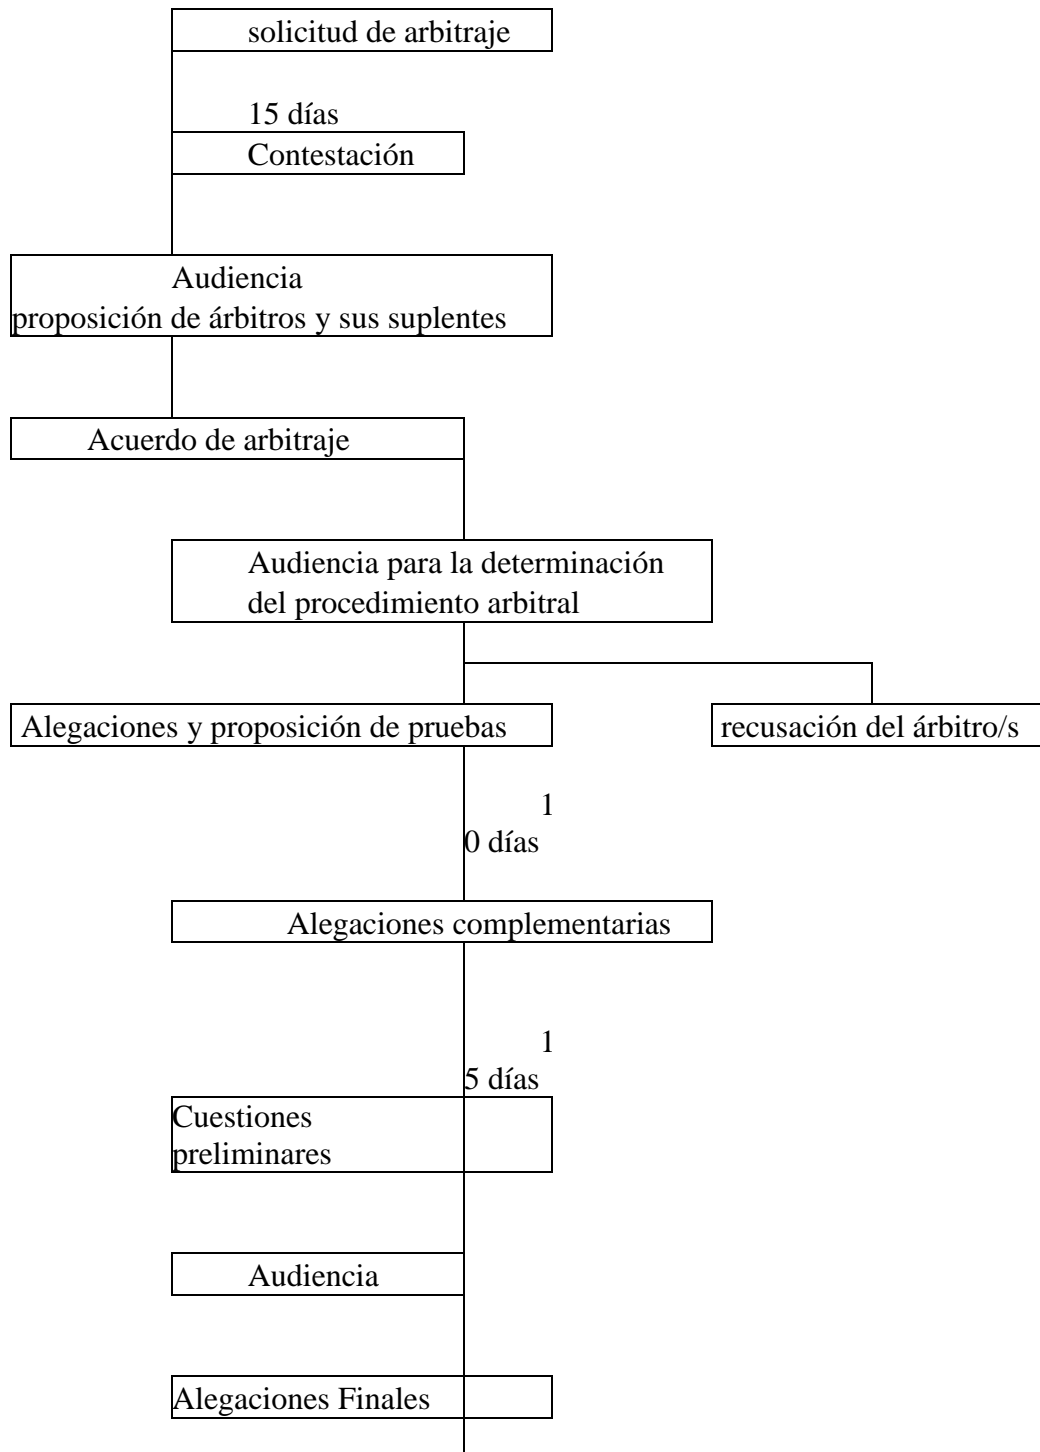 solicitud de arbitraje
15 días
Contestación
Audiencia
proposición de árbitros y sus suplentes
Acuerdo de arbitraje
Audiencia para la determinación
del procedimiento arbitral
Alegaciones y proposición de pruebas
recusación del árbitro/s
1
0 días
Alegaciones complementarias
1
5 días
Cuestiones
preliminares
Audiencia
Alegaciones Finales